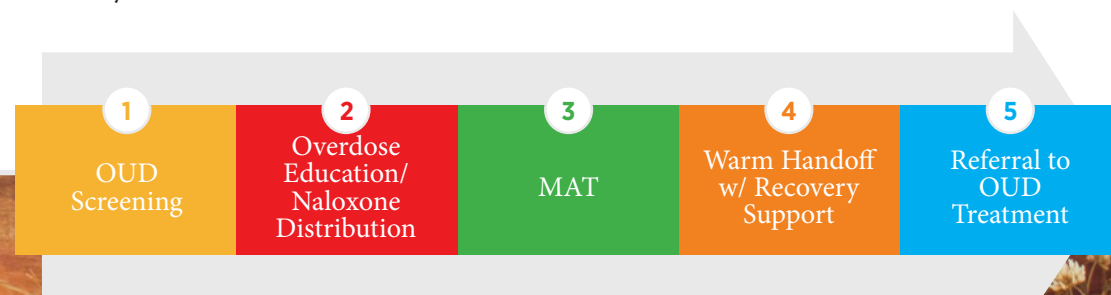 1
OUD
Screening
2
Overdose
Education/
Naloxone
Distribution
3
MAT
4
Warm Handoff
w/ Recovery
Support
5
Referral to
OUD
Treatment